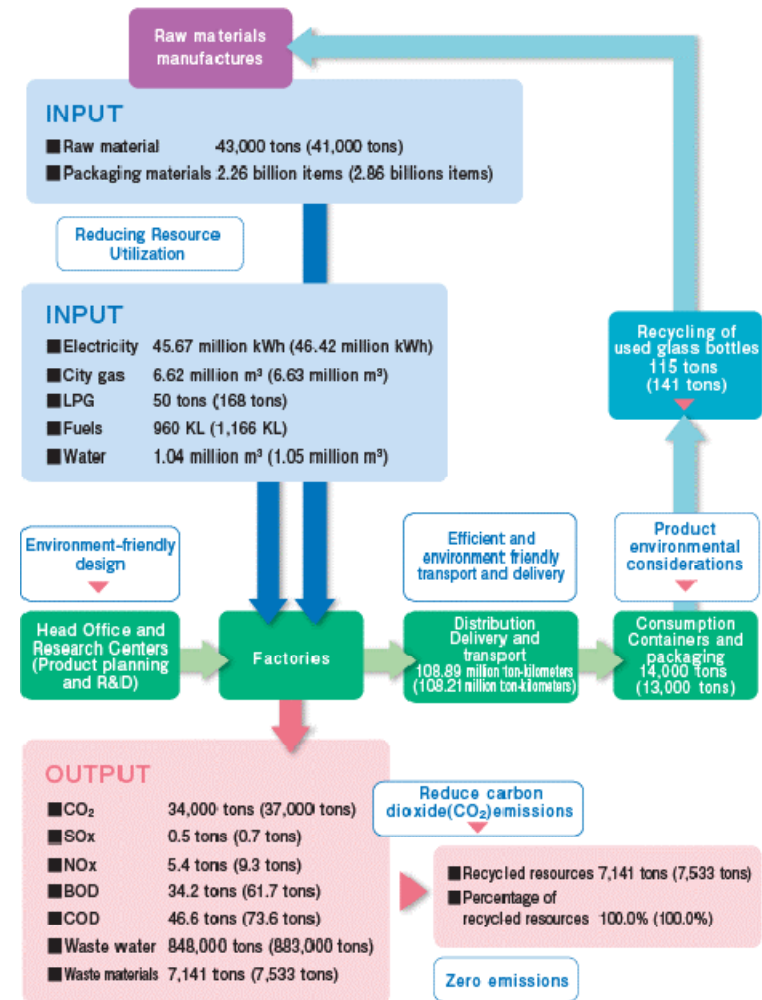 Raw materials
manufactures
INPUT
■Raw material 43,000 tons (41,000 tons)
■Packaging materials 2.26 billion items (2.86 billions items)
Reducing Resource
Utilization
INPUT
■Electricity 45.67 million kWh (46.42 million kWh)
■City gas 6.62 million m³ (6.63 million m³)
■LPG 50 tons (168 tons)
■Fuels 960 KL (1,166 KL)
■Water 1.04 million m³ (1.05 million m³)
Recycling of
used glass bottles
115 tons
(141 tons)
Environment-friendly
design
Efficient and
environment friendly
transport and delivery
Product
environmental
considerations
Head Office and
Research Centers
(Product planning
and R&D)
Factories
Distribution
Delivery and
transport
108.89 million ton-kilometers
(108.21 million ton-kilometers)
Consumption
Containers and
packaging
14,000 tons
(13,000 tons)
OUTPUT
■CO₂ 34,000 tons (37,000 tons)
■SOx 0.5 tons (0.7 tons)
■NOx 5.4 tons (9.3 tons)
■BOD 34.2 tons (61.7 tons)
■COD 46.6 tons (73.6 tons)
■Waste water 848,000 tons (883,000 tons)
■Waste materials 7,141 tons (7,533 tons)
Reduce carbon
dioxide(CO₂)emissions
■Recycled resources 7,141 tons (7,533 tons)
■Percentage of
recycled resources 100.0% (100.0%)
Zero emissions